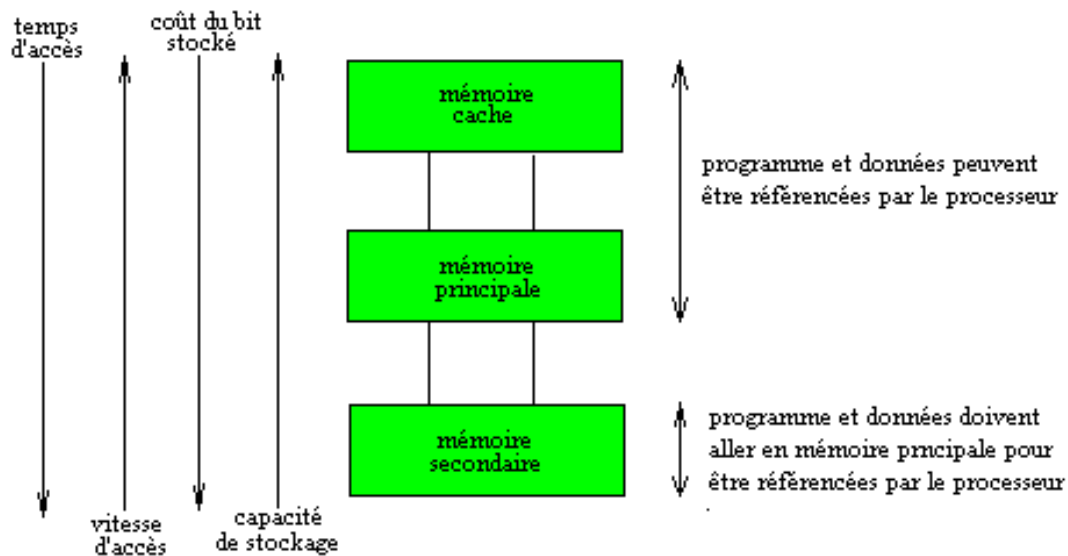 temps
d'accès
coût du bit
stocké
mémoire
cache
programme et données peuvent
être référencées par le processeur
mémoire
principale
mémoire
secondaire
programme et données doivent
aller en mémoire prncipale pour
être référencées par le processeur
.
vitesse
d'accès
capacité
de stockage